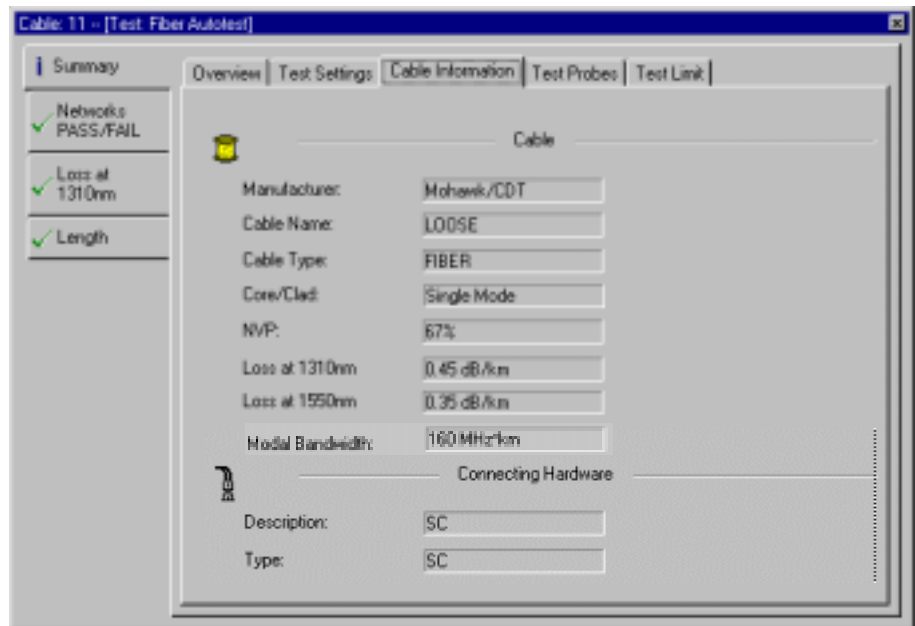 Cable: 11 -- [Test: Fiber Autotest]
Summary
Networks
PASS/FAIL
Loss at
1310nm
Length
Overview Test Settings Cable Information Test Probes Test Limit
Cable
Manufacturer: Mohawk/CDT
Cable Name: LOOSE
Cable Type: FIBER
Core/Clad: Single Mode
NVP: 67%
Loss at 1310nm 0.45 dB/km
Loss at 1550nm 0.35 dB/km
Modal Bandwidth: 160 MHz*km
Connecting Hardware
Description: SC
Type: SC